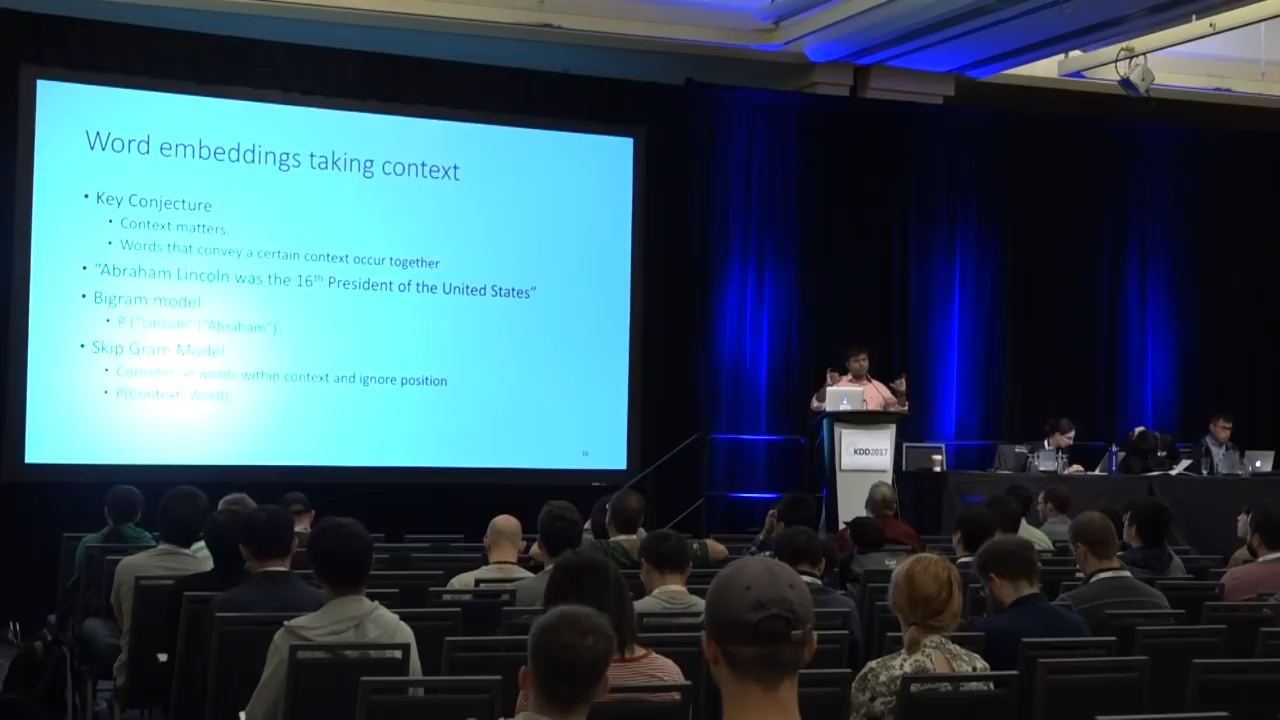 Word embeddings taking context
• Key Conjecture
• Context matters.
• Words that convey a certain context occur together
• "Abraham Lincoln was the 16th President of the United States"
• Bigram model
• P ("Lincoln"|"Abraham")
• Skip Gram Model
• Consider all words within context and ignore position
• P(Context|Word)
16
KDD2017